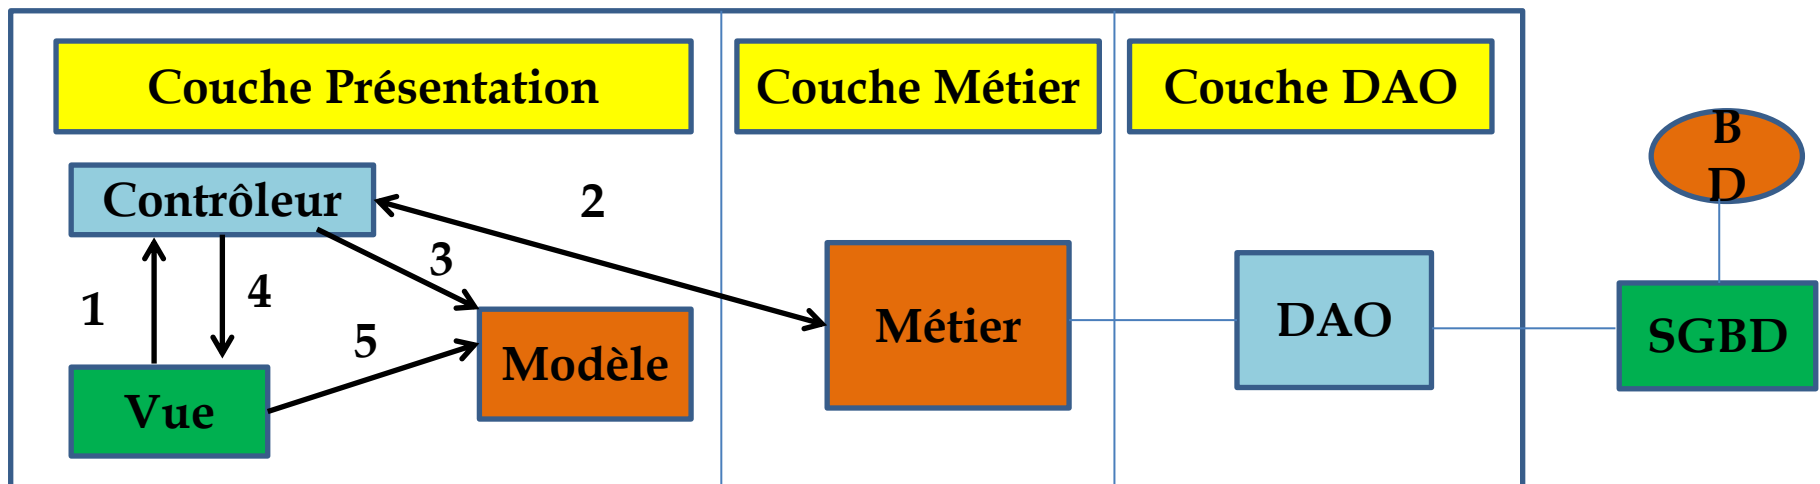 Couche Présentation
Couche Métier
Couche DAO
B
D
Contrôleur
2
3
1
4
5
Métier
DAO
SGBD
Modèle
Vue